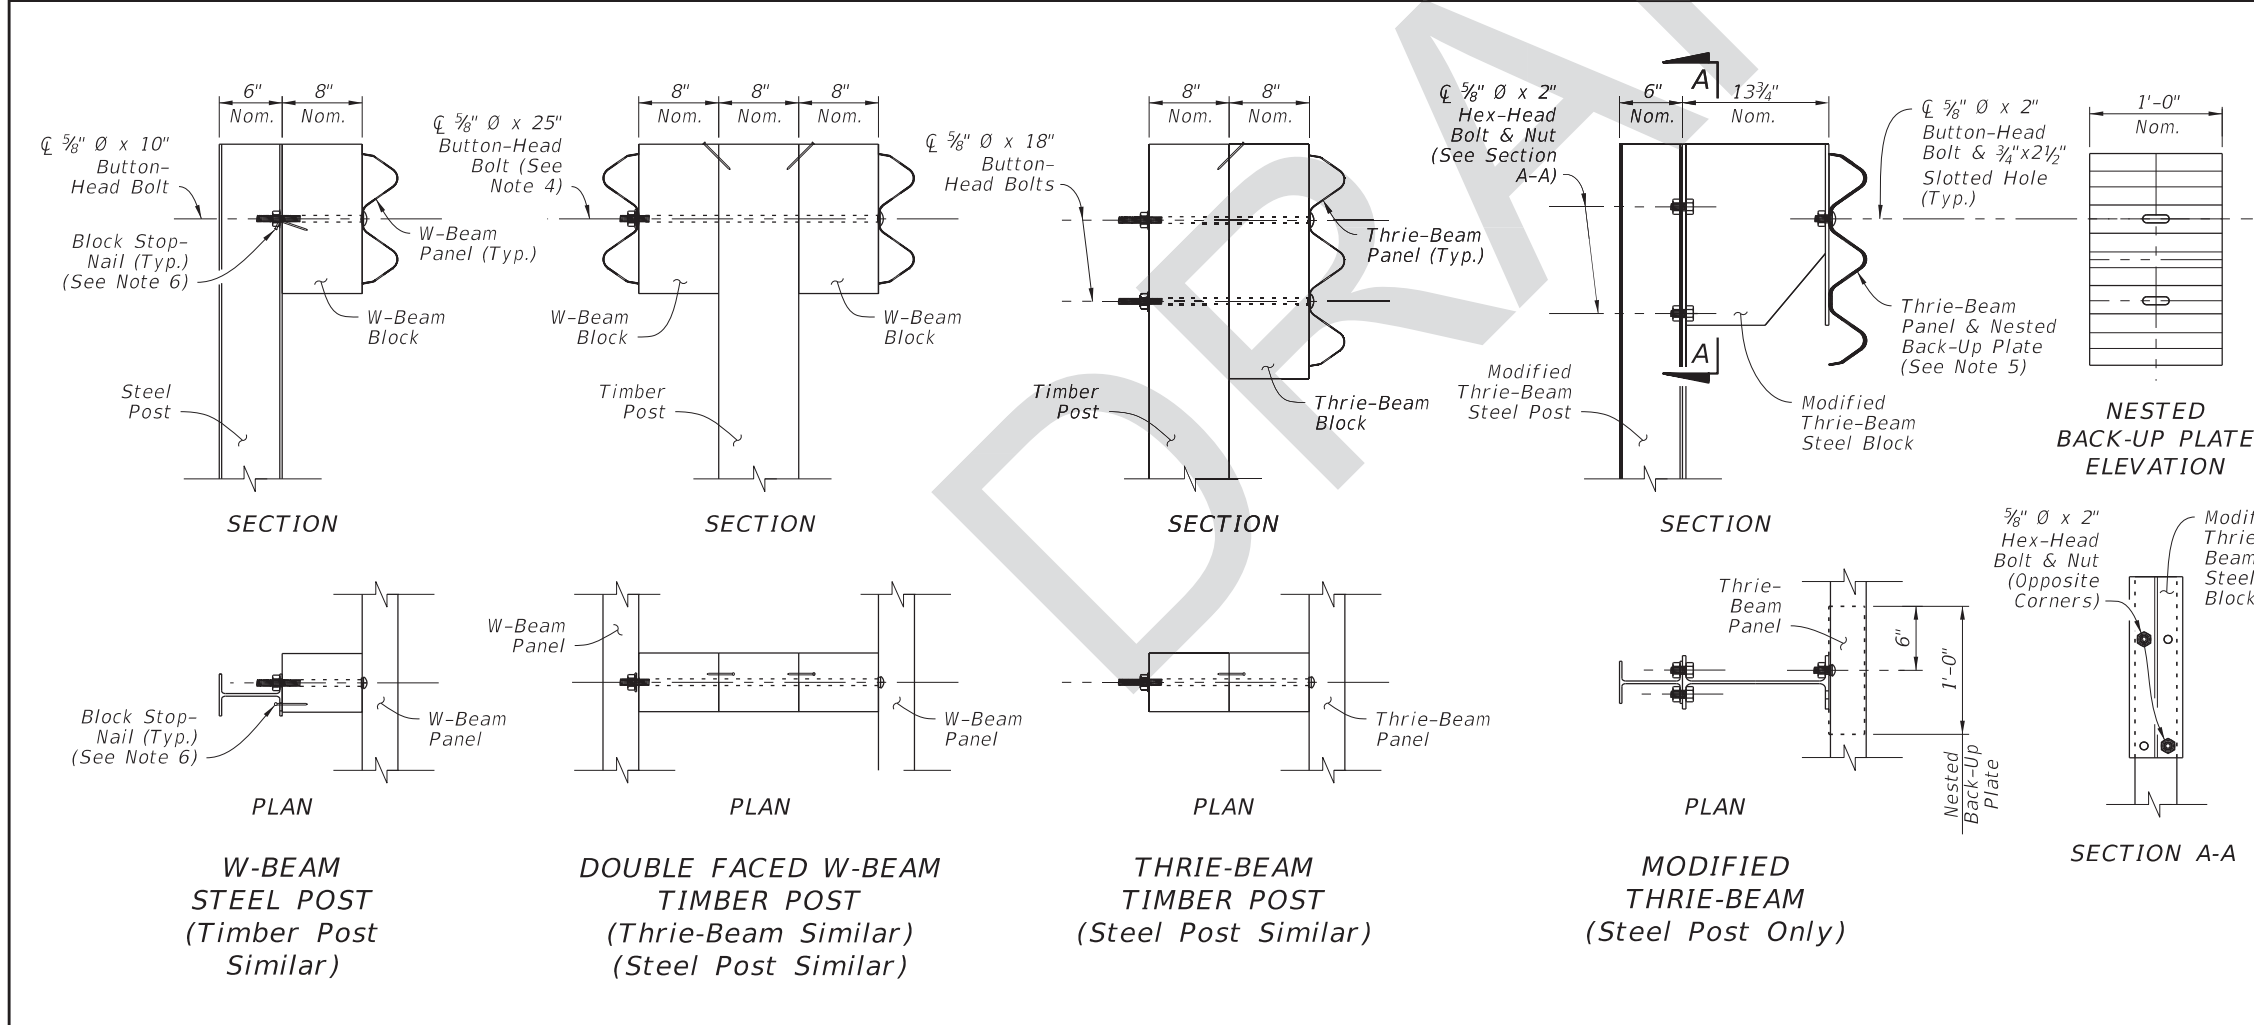 6"
Nom.
8"
Nom.
℄ ⅝" Ø x 10"
Button-
Head Bolt
Block Stop-
Nail (Typ.)
(See Note 6)
W-Beam
Panel (Typ.)
W-Beam
Block
Steel
Post
SECTION
8"
Nom.
8"
Nom.
8"
Nom.
℄ ⅝" Ø x 25"
Button-Head
Bolt (See
Note 4)
W-Beam
Block
W-Beam
Block
Timber
Post
SECTION
8"
Nom.
8"
Nom.
℄ ⅝" Ø x 18"
Button-
Head Bolts
Thrie-Beam
Panel (Typ.)
Timber
Post
Thrie-Beam
Block
SECTION
A
6"
Nom.
13¾"
Nom.
℄ ⅝" Ø x 2"
Hex-Head
Bolt & Nut
(See Section
A-A)
℄ ⅝" Ø x 2"
Button-Head
Bolt & ¾"x2½"
Slotted Hole
(Typ.)
Thrie-Beam
Panel & Nested
Back-Up Plate
(See Note 5)
A
Modified
Thrie-Beam
Steel Post
Modified
Thrie-Beam
Steel Block
SECTION
1'-0"
Nom.
NESTED
BACK-UP PLATE
ELEVATION
Block Stop-
Nail (Typ.)
(See Note 6)
W-Beam
Panel
PLAN
W-BEAM
STEEL POST
(Timber Post
Similar)
W-Beam
Panel
W-Beam
Panel
PLAN
DOUBLE FACED W-BEAM
TIMBER POST
(Thrie-Beam Similar)
(Steel Post Similar)
Thrie-Beam
Panel
PLAN
THRIE-BEAM
TIMBER POST
(Steel Post Similar)
Thrie-
Beam
Panel
6"
1'-0"
Nested
Back-Up
Plate
PLAN
MODIFIED
THRIE-BEAM
(Steel Post Only)
⅝" Ø x 2"
Hex-Head
Bolt & Nut
(Opposite
Corners)
Modif
Thrie
Beam
Steel
Block
SECTION A-A
DRA